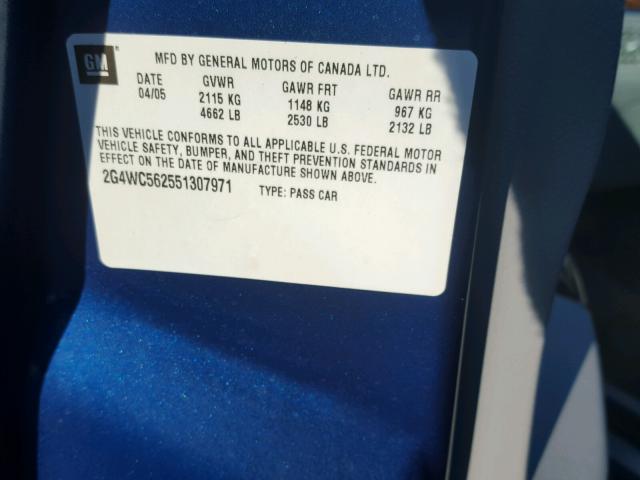 GM
MFD BY GENERAL MOTORS OF CANADA LTD.
DATE GVWR GAWR FRT GAWR RR
04/05 2115 KG 1148 KG 967 KG
4662 LB 2530 LB 2132 LB
THIS VEHICLE CONFORMS TO ALL APPLICABLE U.S. FEDERAL MOTOR
VEHICLE SAFETY, BUMPER, AND THEFT PREVENTION STANDARDS IN
EFFECT ON THE DATE OF MANUFACTURE SHOWN ABOVE.
2G4WC562551307971 TYPE: PASS CAR